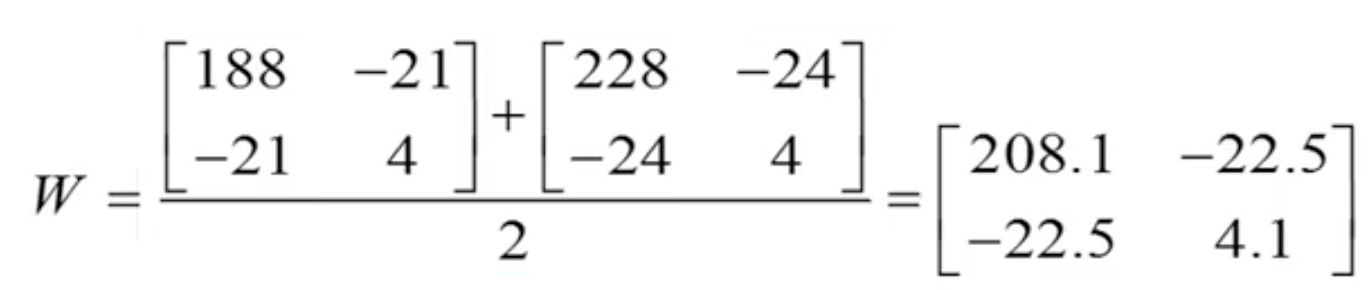 W = ( [ 188 −21 ; −21 4 ] + [ 228 −24 ; −24 4 ] ) / 2 = [ 208.1 −22.5 ; −22.5 4.1 ]